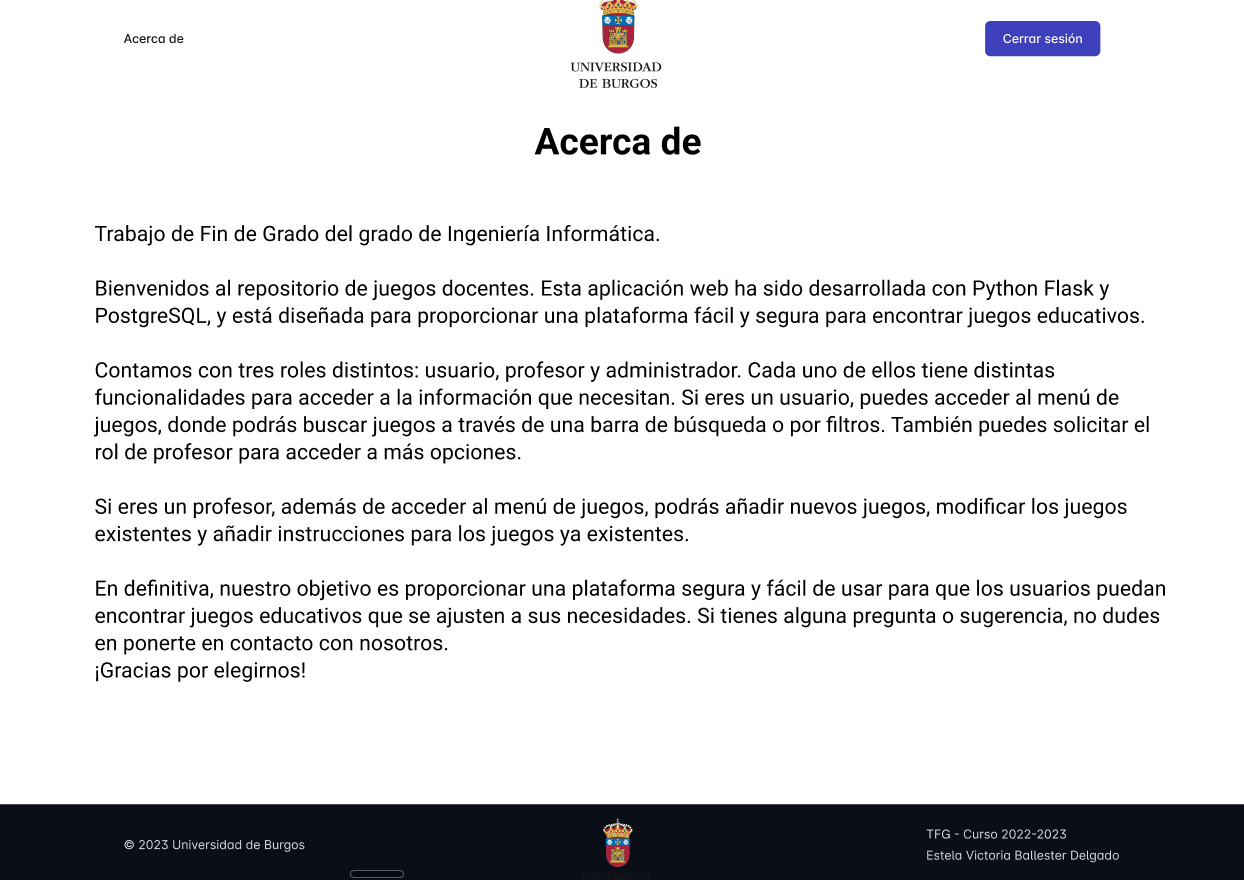 Acerca de
UNIVERSIDAD
DE BURGOS
Cerrar sesión
Acerca de
Trabajo de Fin de Grado del grado de Ingeniería Informática.
Bienvenidos al repositorio de juegos docentes. Esta aplicación web ha sido desarrollada con Python Flask y
PostgreSQL, y está diseñada para proporcionar una plataforma fácil y segura para encontrar juegos educativos.
Contamos con tres roles distintos: usuario, profesor y administrador. Cada uno de ellos tiene distintas
funcionalidades para acceder a la información que necesitan. Si eres un usuario, puedes acceder al menú de
juegos, donde podrás buscar juegos a través de una barra de búsqueda o por filtros. También puedes solicitar el
rol de profesor para acceder a más opciones.
Si eres un profesor, además de acceder al menú de juegos, podrás añadir nuevos juegos, modificar los juegos
existentes y añadir instrucciones para los juegos ya existentes.
En definitiva, nuestro objetivo es proporcionar una plataforma segura y fácil de usar para que los usuarios puedan
encontrar juegos educativos que se ajusten a sus necesidades. Si tienes alguna pregunta o sugerencia, no dudes
en ponerte en contacto con nosotros.
¡Gracias por elegirnos!
© 2023 Universidad de Burgos
UNIVERSIDAD
TFG - Curso 2022-2023
Estela Victoria Ballester Delgado